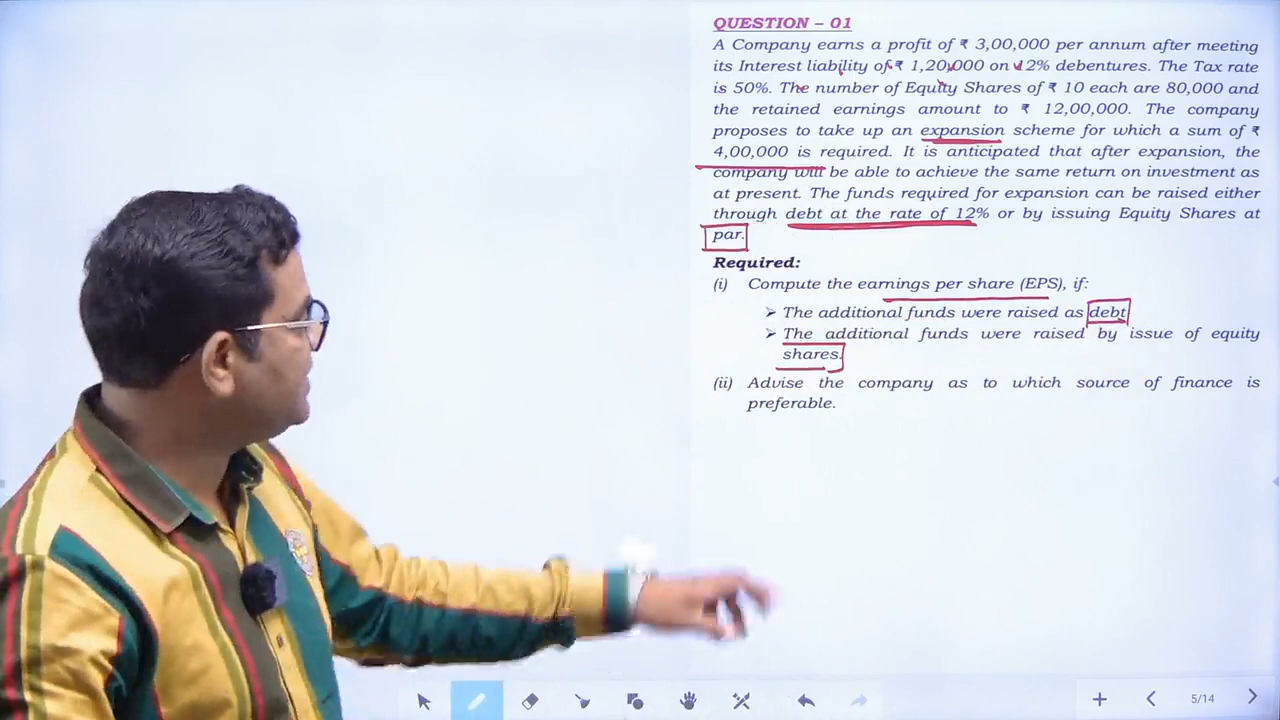 QUESTION – 01
A Company earns a profit of ₹ 3,00,000 per annum after meeting
its Interest liability of ₹ 1,20,000 on 12% debentures. The Tax rate
is 50%. The number of Equity Shares of ₹ 10 each are 80,000 and
the retained earnings amount to ₹ 12,00,000. The company
proposes to take up an expansion scheme for which a sum of ₹
4,00,000 is required. It is anticipated that after expansion, the
company will be able to achieve the same return on investment as
at present. The funds required for expansion can be raised either
through debt at the rate of 12% or by issuing Equity Shares at
par.
Required:
(i) Compute the earnings per share (EPS), if:
➢ The additional funds were raised as debt
➢ The additional funds were raised by issue of equity
shares.
(ii) Advise the company as to which source of finance is
preferable.
5/14